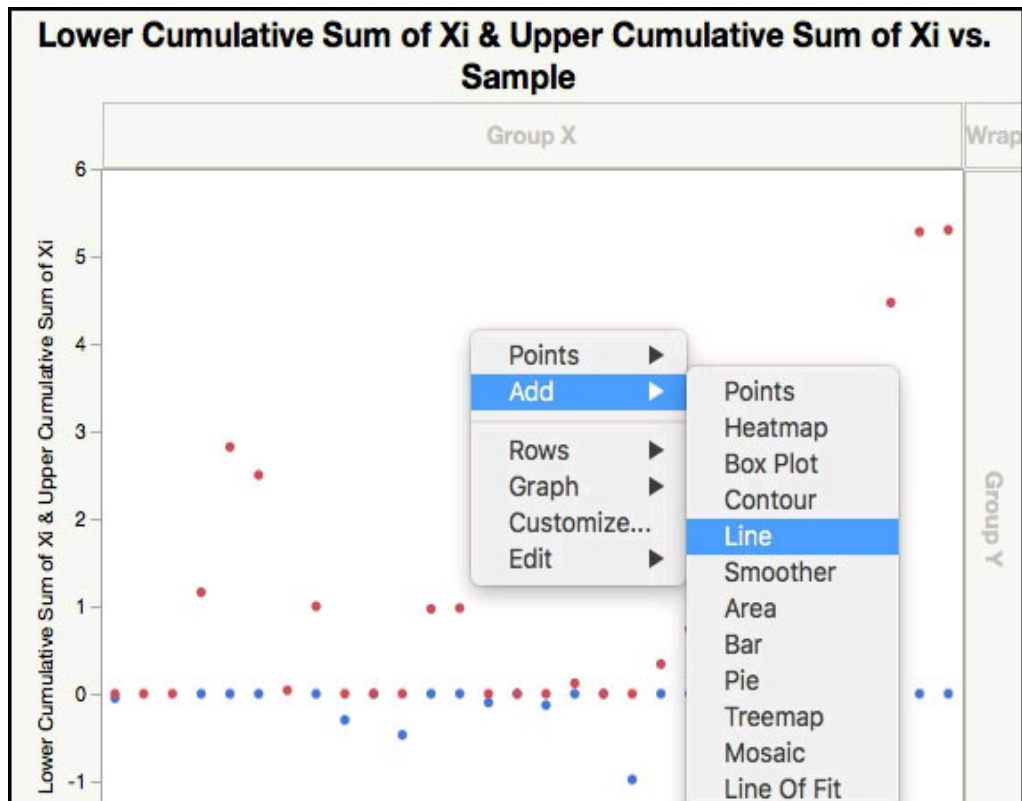 Lower Cumulative Sum of Xi & Upper Cumulative Sum of Xi vs.
Sample
Group X
Wrap
Lower Cumulative Sum of Xi & Upper Cumulative Sum of Xi
6
5
4
3
2
1
0
-1
Points
Add
Rows
Graph
Customize...
Edit
Points
Heatmap
Box Plot
Contour
Line
Smoother
Area
Bar
Pie
Treemap
Mosaic
Line Of Fit
Group Y